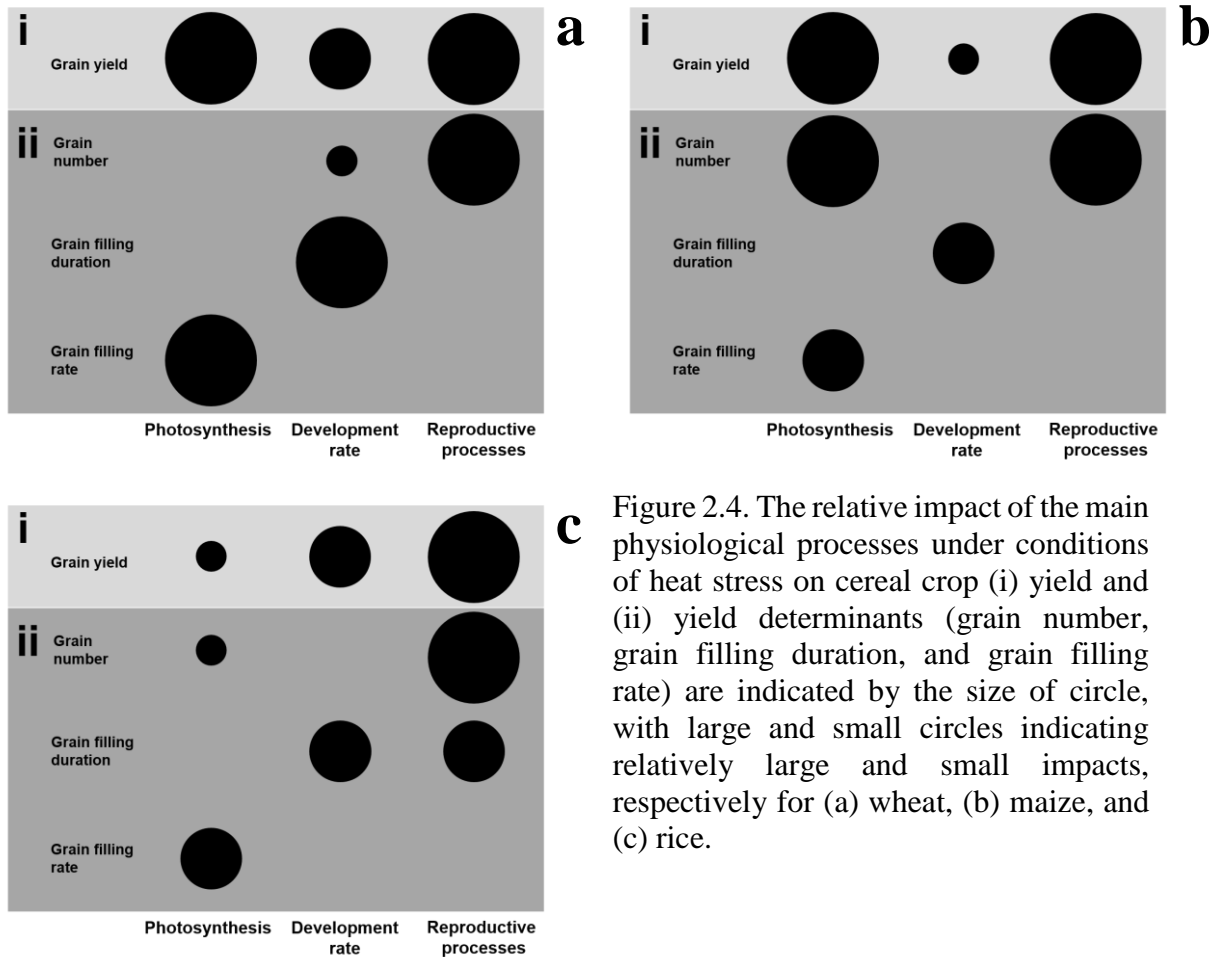 i
Grain yield
a
ii
Grain
number
Grain filling
duration
Grain filling
rate
Photosynthesis
Development
rate
Reproductive
processes
i
Grain yield
b
ii
Grain
number
Grain filling
duration
Grain filling
rate
Photosynthesis
Development
rate
Reproductive
processes
i
Grain yield
c
ii
Grain
number
Grain filling
duration
Grain filling
rate
Photosynthesis
Development
rate
Reproductive
processes
Figure 2.4. The relative impact of the main
physiological processes under conditions
of heat stress on cereal crop (i) yield and
(ii) yield determinants (grain number,
grain filling duration, and grain filling
rate) are indicated by the size of circle,
with large and small circles indicating
relatively large and small impacts,
respectively for (a) wheat, (b) maize, and
(c) rice.